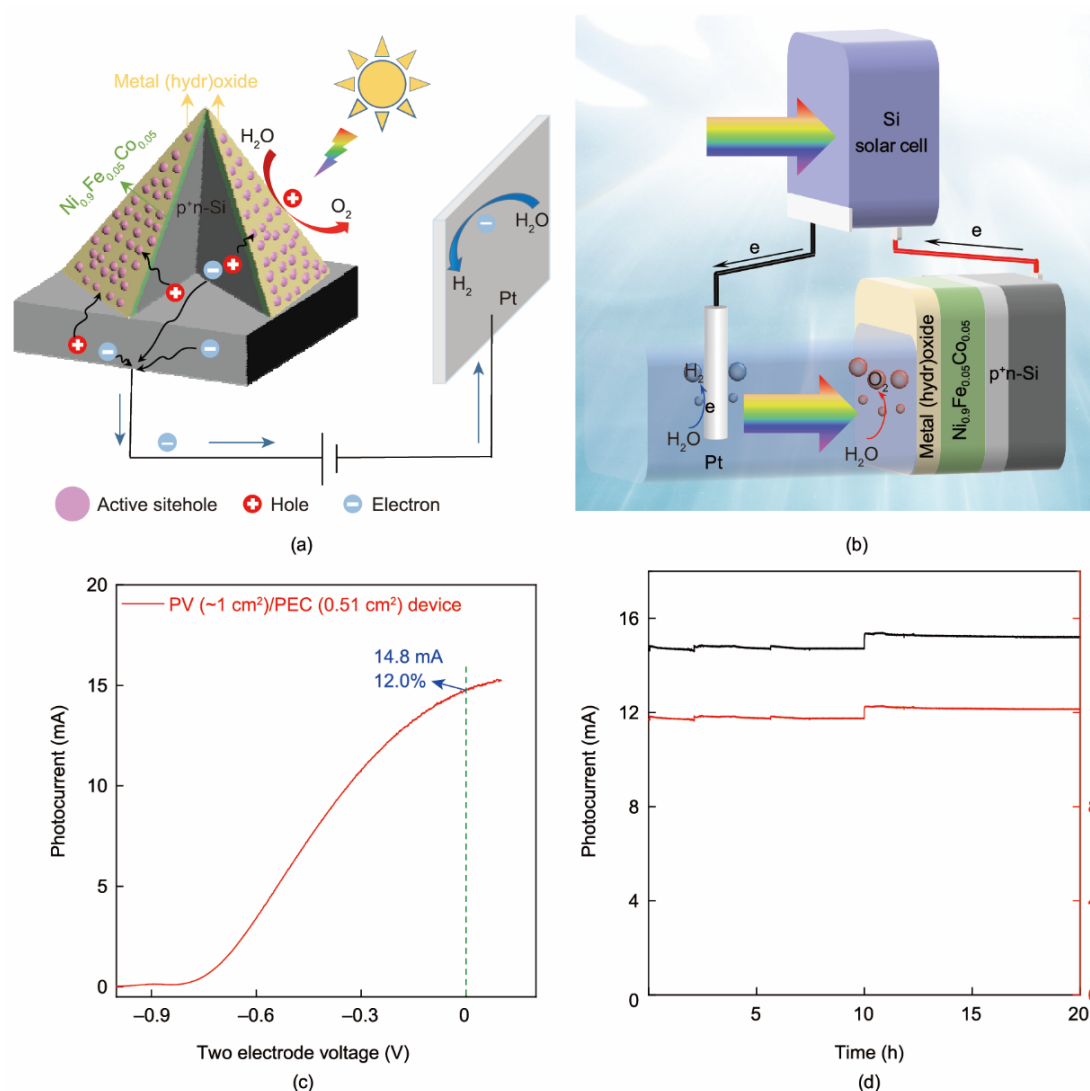 Metal (hydr)oxide
Ni0.9Fe0.05Co0.05
p+n-Si
H2O
O2
H2O
H2
Pt
Active sitehole
Hole
Electron
(a)
Si
solar cell
e
e
H2
e
H2O
Pt
O2
H2O
Metal (hydr)oxide
Ni0.9Fe0.05Co0.05
p+n-Si
(b)
20
15
10
5
0
Photocurrent (mA)
PV (~1 cm²)/PEC (0.51 cm²) device
14.8 mA
12.0%
–0.9 –0.6 –0.3 0
Two electrode voltage (V)
(c)
16
12
8
4
0
Photocurrent (mA)
5 10 15 20
Time (h)
(d)